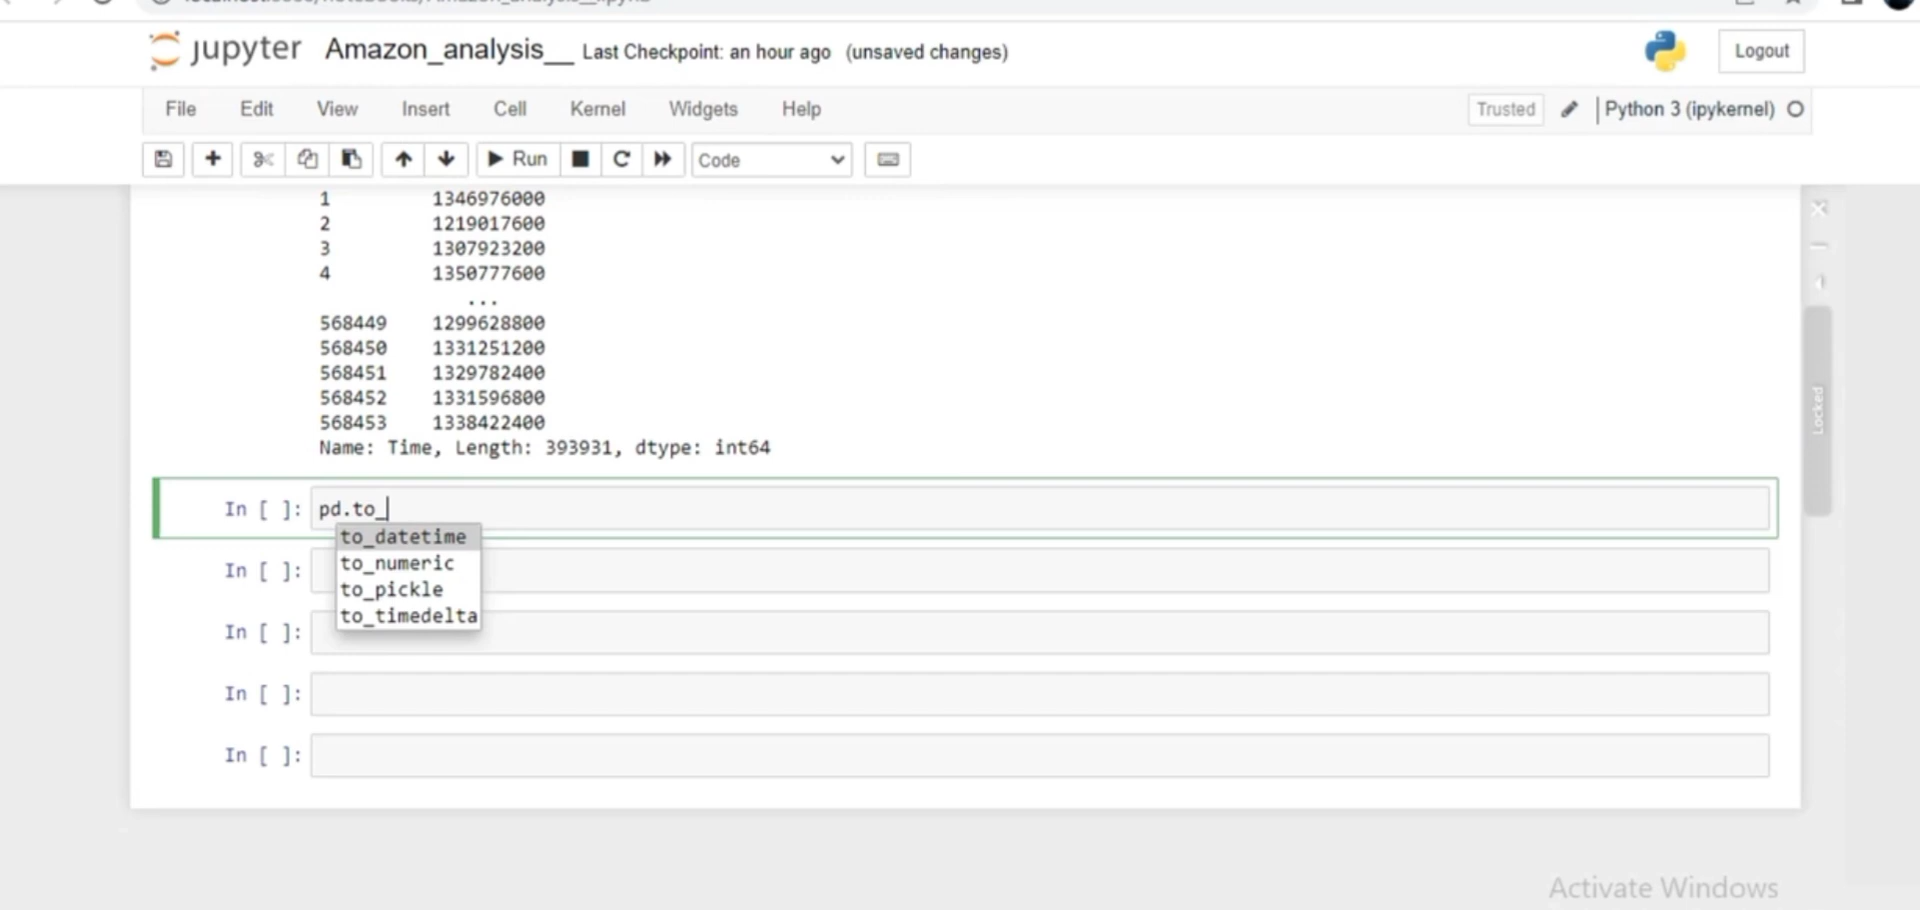 jupyter Amazon_analysis__ Last Checkpoint: an hour ago (unsaved changes)
Logout
File Edit View Insert Cell Kernel Widgets Help
Trusted Python 3 (ipykernel)
Run Code
1 1346976000
2 1219017600
3 1307923200
4 1350777600
...
568449 1299628800
568450 1331251200
568451 1329782400
568452 1331596800
568453 1338422400
Name: Time, Length: 393931, dtype: int64
Locked
In [ ]: pd.to_
to_datetime
to_numeric
to_pickle
to_timedelta
In [ ]:
In [ ]:
In [ ]:
In [ ]:
Activate Windows